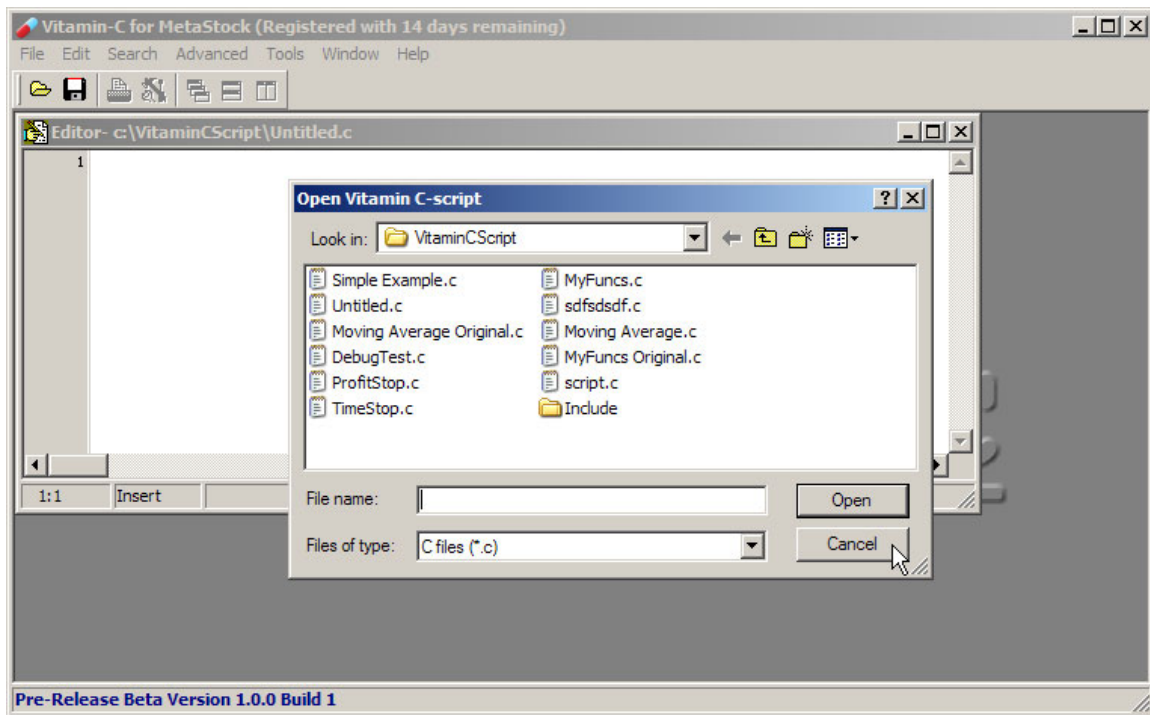 Vitamin-C for MetaStock (Registered with 14 days remaining)
File Edit Search Advanced Tools Window Help
Editor- c:\VitaminCScript\Untitled.c
1
Open Vitamin C-script
Look in: VitaminCScript
Simple Example.c MyFuncs.c
Untitled.c sdfsdsdf.c
Moving Average Original.c Moving Average.c
DebugTest.c MyFuncs Original.c
ProfitStop.c script.c
TimeStop.c Include
1:1 Insert
File name: Open
Files of type: C files (*.c) Cancel
Pre-Release Beta Version 1.0.0 Build 1